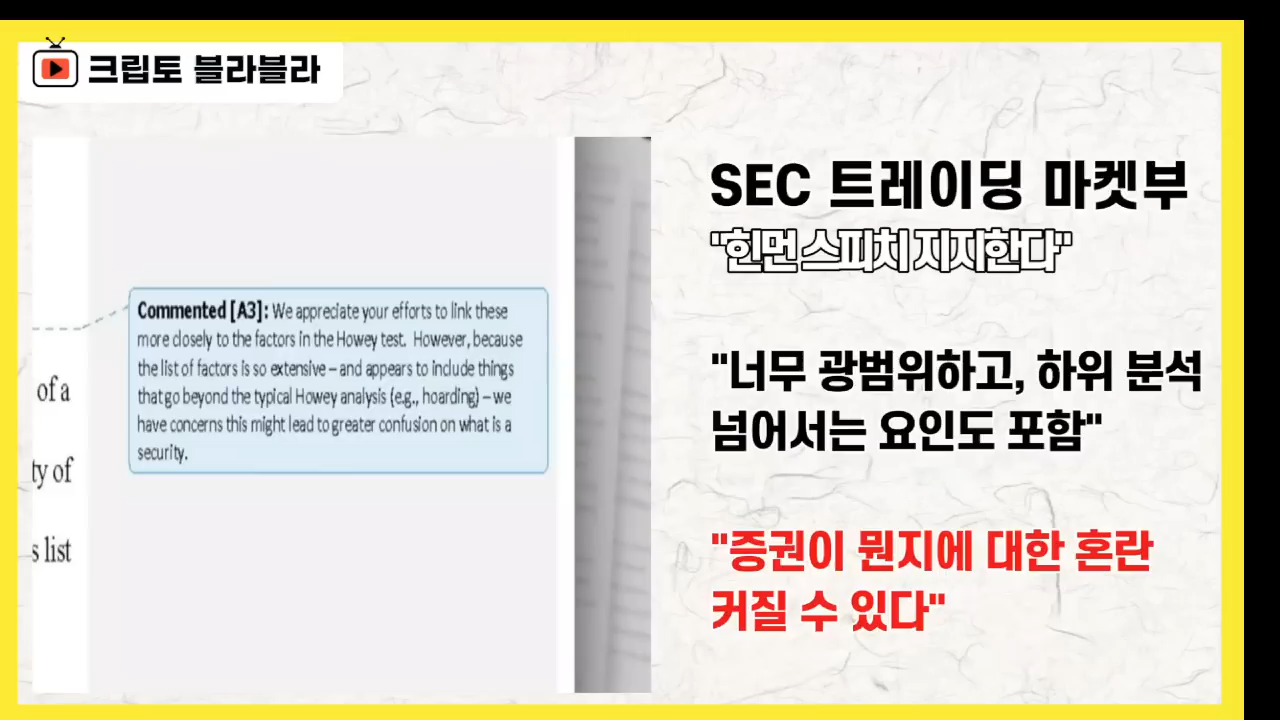 크립토 블라블라
of a
ty of
s list
Commented [A3]: We appreciate your efforts to link these
more closely to the factors in the Howey test. However, because
the list of factors is so extensive – and appears to include things
that go beyond the typical Howey analysis (e.g., hoarding) – we
have concerns this might lead to greater confusion on what is a
security.
SEC 트레이딩 마켓부
"힌먼 스피치 지지한다"
"너무 광범위하고, 하위 분석
넘어서는 요인도 포함"
"증권이 뭔지에 대한 혼란
커질 수 있다"